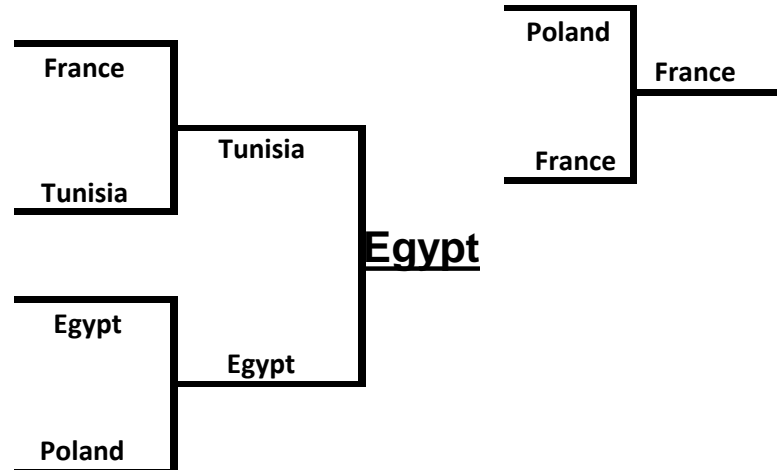 France
Tunisia
Tunisia
Egypt
Egypt
Egypt
Poland
Poland
France
France